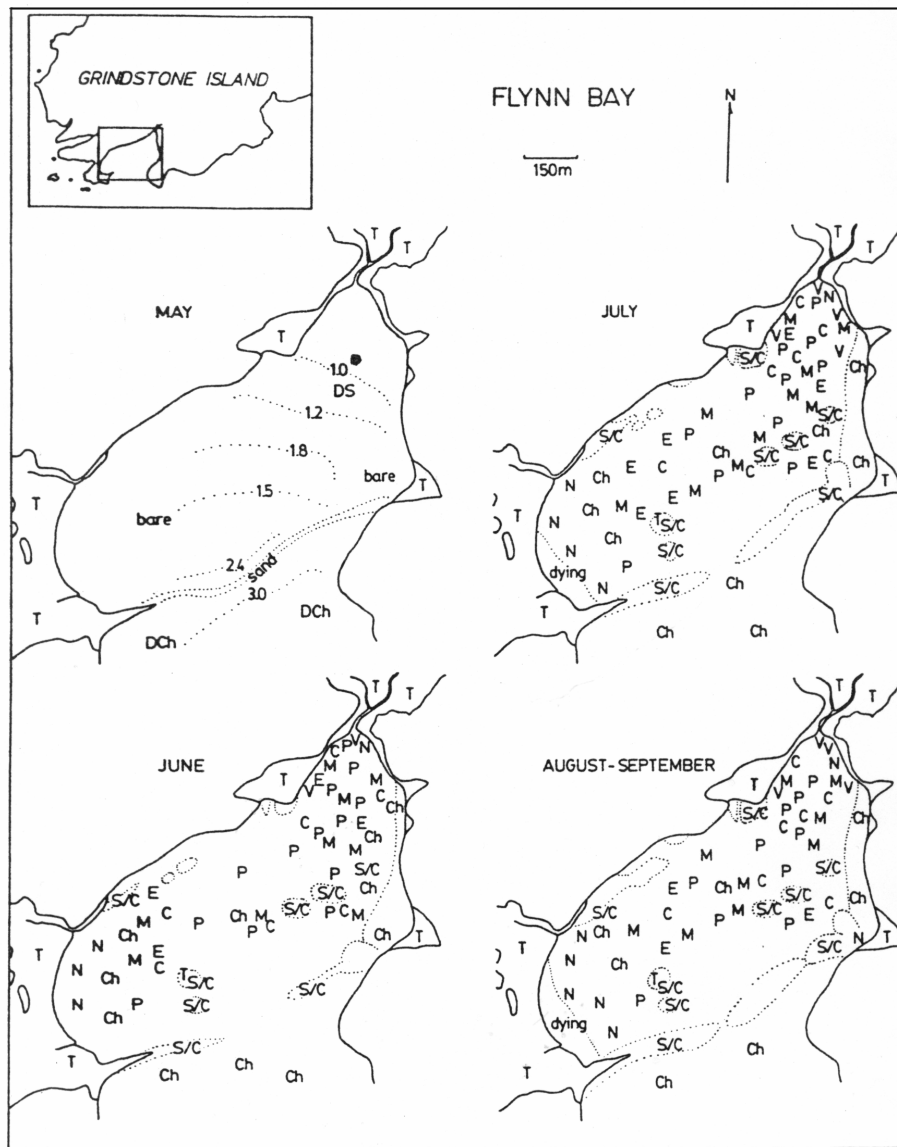 GRINDSTONE ISLAND
FLYNN BAY
N
150m
MAY
T
T
T
1.0
DS
1.2
1.8
bare
T
T
1.5
bare
2.4
sand
3.0
T
DCh
DCh
JULY
T
T
V
C P N
M V
T V E C M
P P V
S/C C Ch
C P M P
M E
P M S/C
S/C M P
E P M S/C Ch
Ch S/C
Ch E C P M C P E C Ch
T N Ch M E E M S/C T
N T S/C
Ch
N S/C
dying P
N S/C Ch
T
Ch Ch
JUNE
T
T
C P V N
M P
T E M
V P M P C Ch
C P P E
M Ch
P M
P S/C
E S/C Ch
S/C C P Ch M S/C
M P C P C M
N Ch Ch
T M E T
N Ch C T S/C
S/C
N Ch P S/C
S/C
T Ch Ch Ch
AUGUST-SEPTEMBER
T
T
V V
C N
T M P M
V P C V
S/C P C M Ch
C P
M M
P P S/C
E Ch M C S/C Ch
S/C C P M S/C P E C
N Ch E M S/C N T
T N Ch T S/C
N N P S/C
dying N
S/C Ch
T
Ch